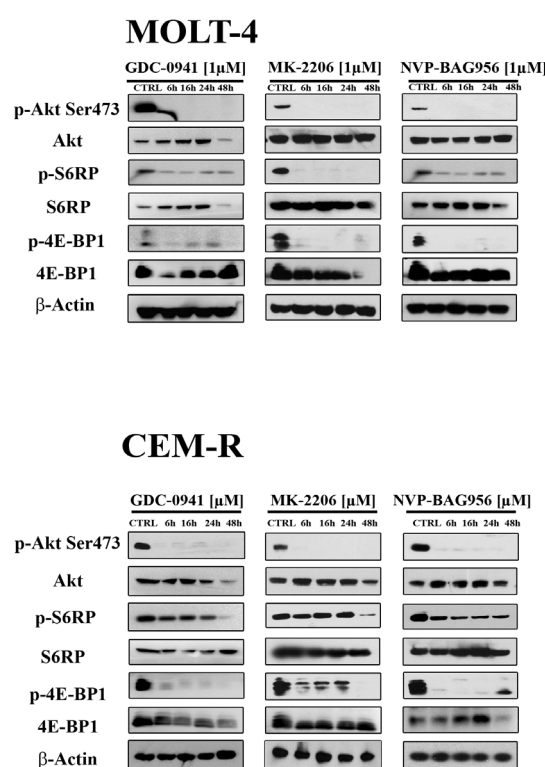 MOLT-4
GDC-0941 [1µM] MK-2206 [1µM] NVP-BAG956 [1µM]
CTRL 6h 16h 24h 48h CTRL 6h 16h 24h 48h CTRL 6h 16h 24h 48h
p-Akt Ser473
Akt
p-S6RP
S6RP
p-4E-BP1
4E-BP1
β-Actin
CEM-R
GDC-0941 [µM] MK-2206 [µM] NVP-BAG956 [µM]
CTRL 6h 16h 24h 48h CTRL 6h 16h 24h 48h CTRL 6h 16h 24h 48h
p-Akt Ser473
Akt
p-S6RP
S6RP
p-4E-BP1
4E-BP1
β-Actin